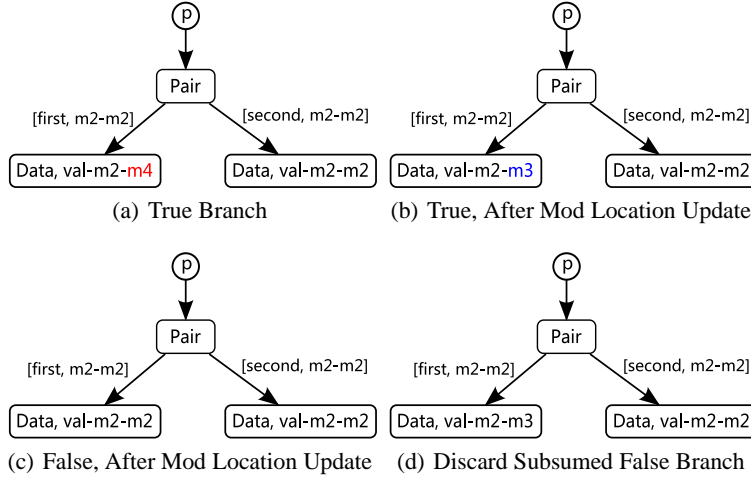 p
Pair
[first, m2-m2]
[second, m2-m2]
Data, val-m2-m4
Data, val-m2-m2
(a) True Branch
p
Pair
[first, m2-m2]
[second, m2-m2]
Data, val-m2-m3
Data, val-m2-m2
(b) True, After Mod Location Update
p
Pair
[first, m2-m2]
[second, m2-m2]
Data, val-m2-m2
Data, val-m2-m2
(c) False, After Mod Location Update
p
Pair
[first, m2-m2]
[second, m2-m2]
Data, val-m2-m3
Data, val-m2-m2
(d) Discard Subsumed False Branch